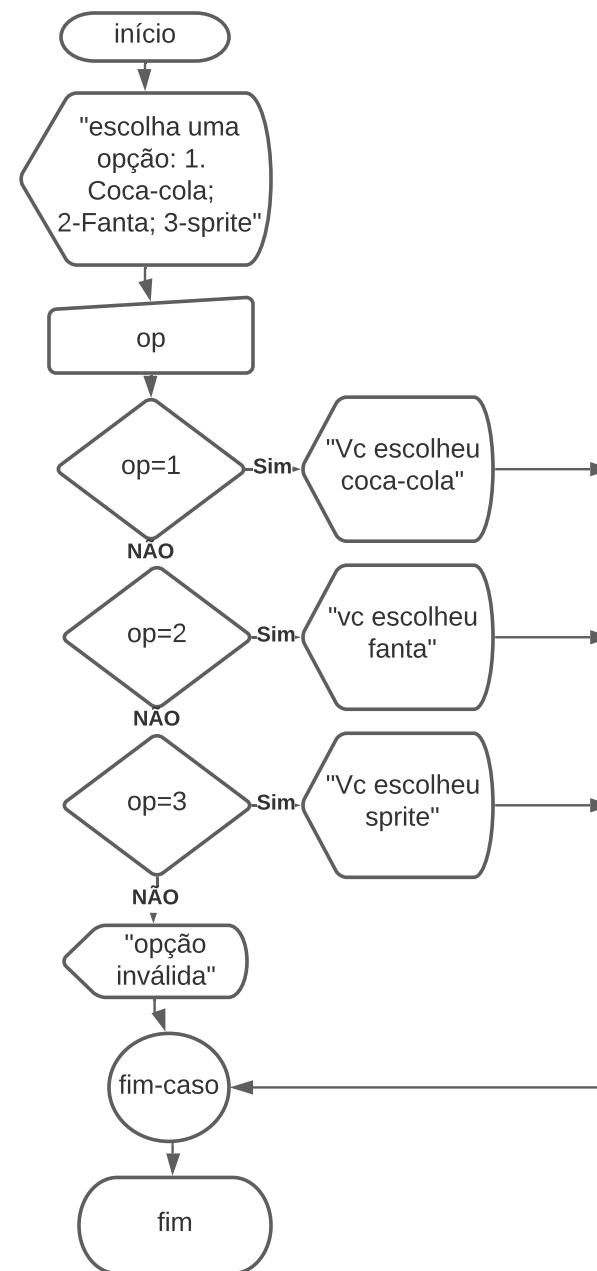 início
"escolha uma
opção: 1.
Coca-cola;
2-Fanta; 3-sprite"
op
op=1
Sim
"Vc escolheu
coca-cola"
NÃO
op=2
Sim
"vc escolheu
fanta"
NÃO
op=3
Sim
"Vc escolheu
sprite"
NÃO
"opção
inválida"
fim-caso
fim